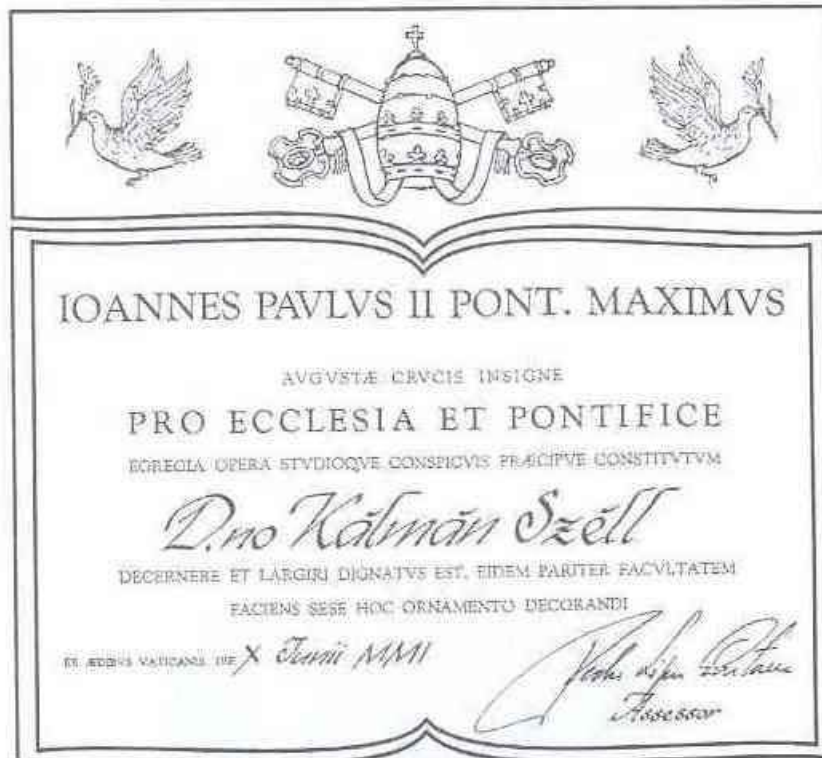 IOANNES PAVLVS II PONT. MAXIMVS
AVGVSTÆ CRVCIS INSIGNE
PRO ECCLESIA ET PONTIFICE
EGREGIA OPERA STVDIOQVE CONSPICVIS PRÆCIPVE CONSTITVTVM
D.no Kálmán Széll
DECERNERE ET LARGIRI DIGNATVS EST, EIDEM PARITER FACVLTATEM
FACIENS SESE HOC ORNAMENTO DECORANDI
EX ÆDIBVS VATICANIS, DIE X Iunii MMI
Assessor